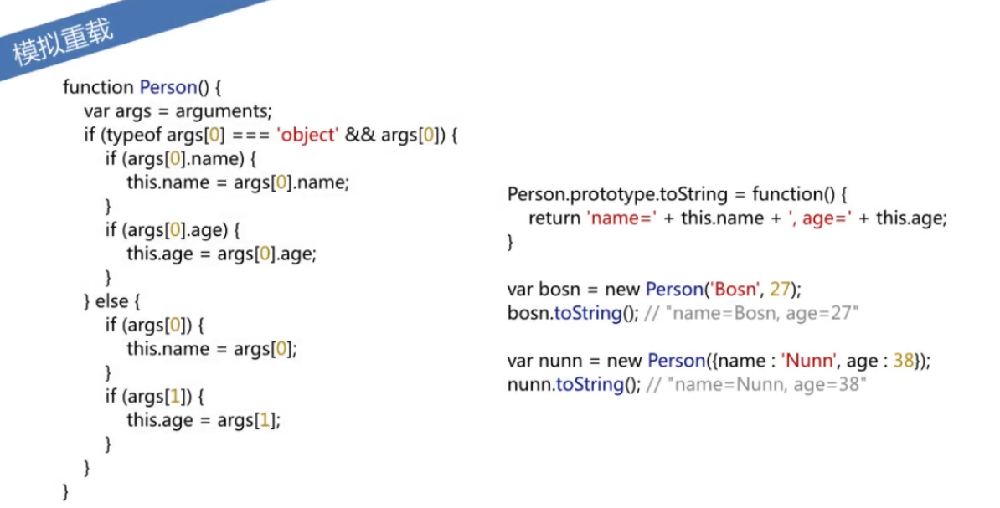 模拟重载
function Person() {
var args = arguments;
if (typeof args[0] === 'object' && args[0]) {
if (args[0].name) {
this.name = args[0].name;
}
if (args[0].age) {
this.age = args[0].age;
}
} else {
if (args[0]) {
this.name = args[0];
}
if (args[1]) {
this.age = args[1];
}
}
}
Person.prototype.toString = function() {
return 'name=' + this.name + ', age=' + this.age;
}
var bosn = new Person('Bosn', 27);
bosn.toString(); // "name=Bosn, age=27"
var nunn = new Person({name : 'Nunn', age : 38});
nunn.toString(); // "name=Nunn, age=38"